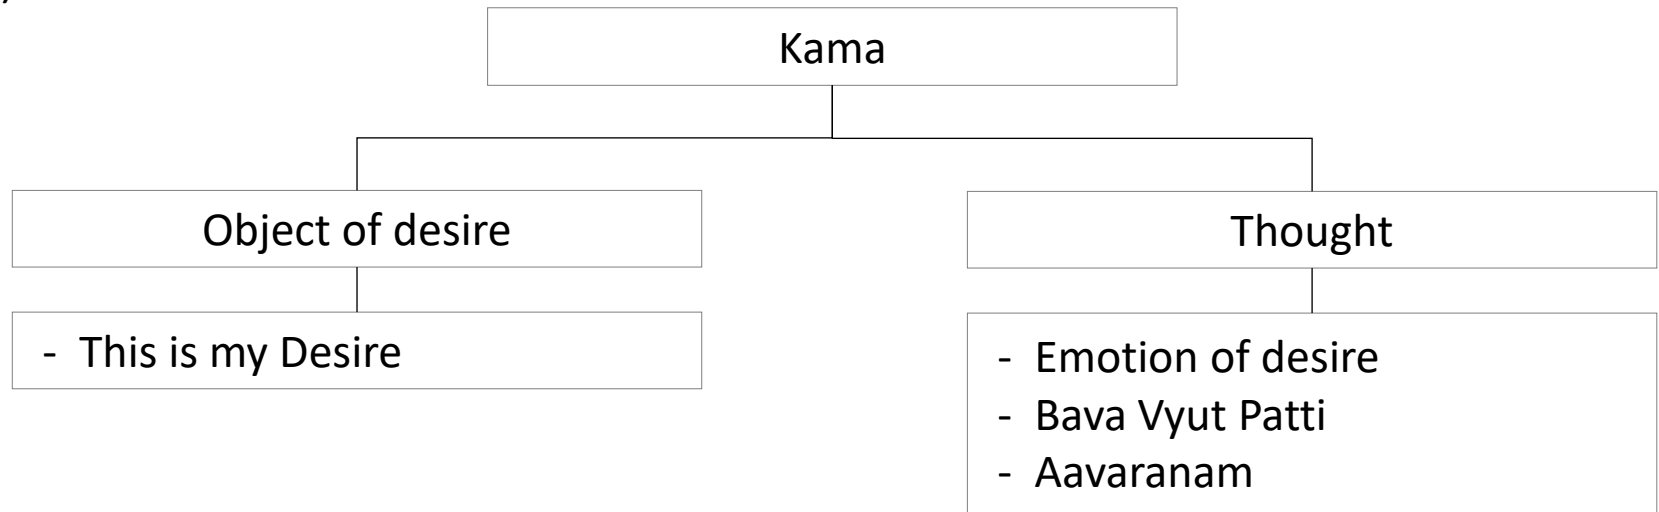 Kama
Object of desire
Thought
- This is my Desire
- Emotion of desire
- Bava Vyut Patti
- Aavaranam